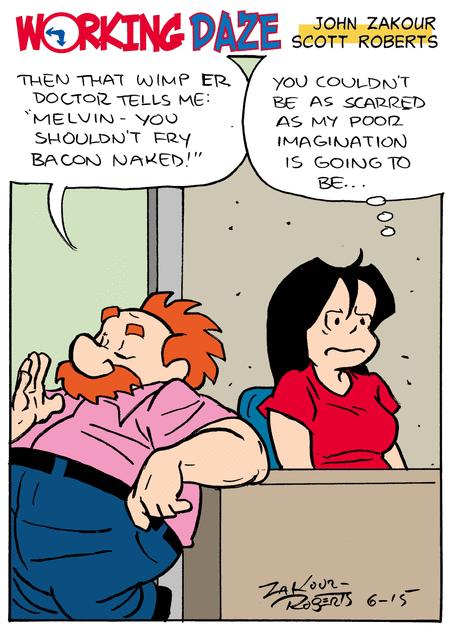 WORKING DAZE
JOHN ZAKOUR
SCOTT ROBERTS
THEN THAT WIMP ER
DOCTOR TELLS ME:
"MELVIN - YOU
SHOULDN'T FRY
BACON NAKED!"
YOU COULDN'T
BE AS SCARRED
AS MY POOR
IMAGINATION
IS GOING TO
BE...
ZAKOUR-
ROBERTS 6-15